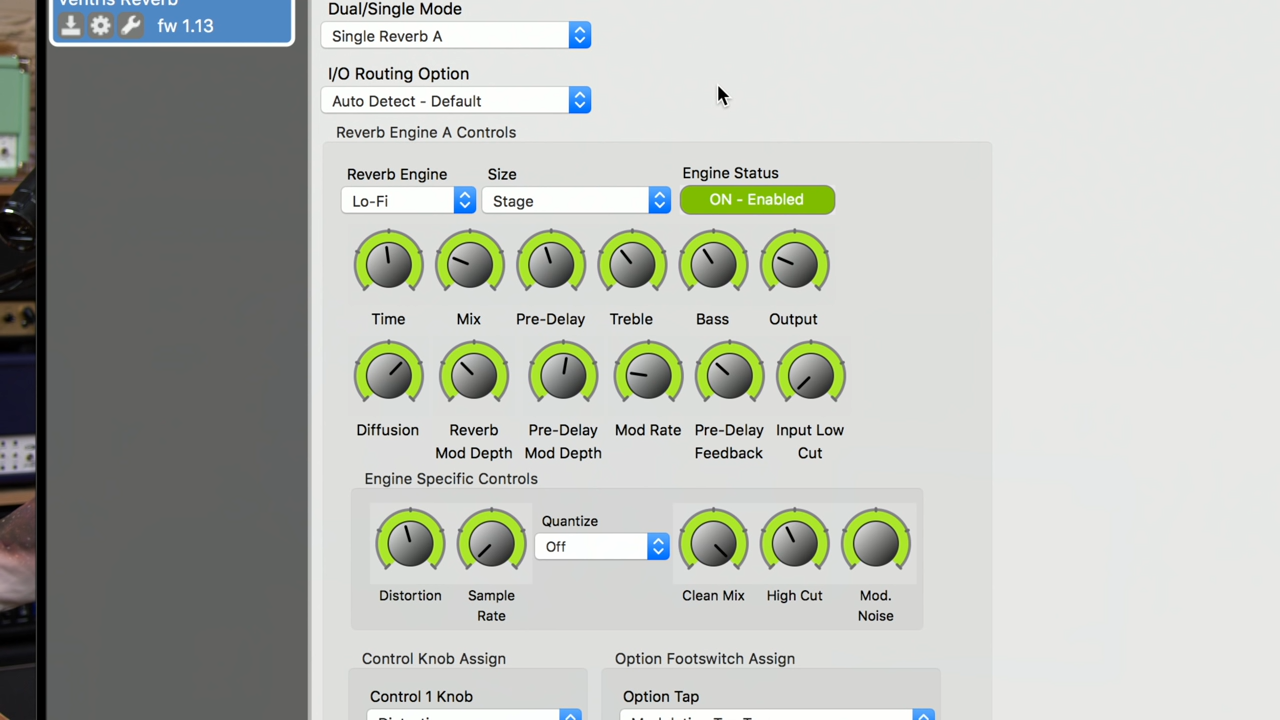 Ventris Reverb
fw 1.13
Dual/Single Mode
Single Reverb A
I/O Routing Option
Auto Detect - Default
Reverb Engine A Controls
Reverb Engine
Size
Engine Status
Lo-Fi
Stage
ON - Enabled
Time
Mix
Pre-Delay
Treble
Bass
Output
Diffusion
Reverb
Mod Depth
Pre-Delay
Mod Depth
Mod Rate
Pre-Delay
Feedback
Input Low
Cut
Engine Specific Controls
Quantize
Off
Distortion
Sample
Rate
Clean Mix
High Cut
Mod.
Noise
Control Knob Assign
Option Footswitch Assign
Control 1 Knob
Option Tap
Distortion